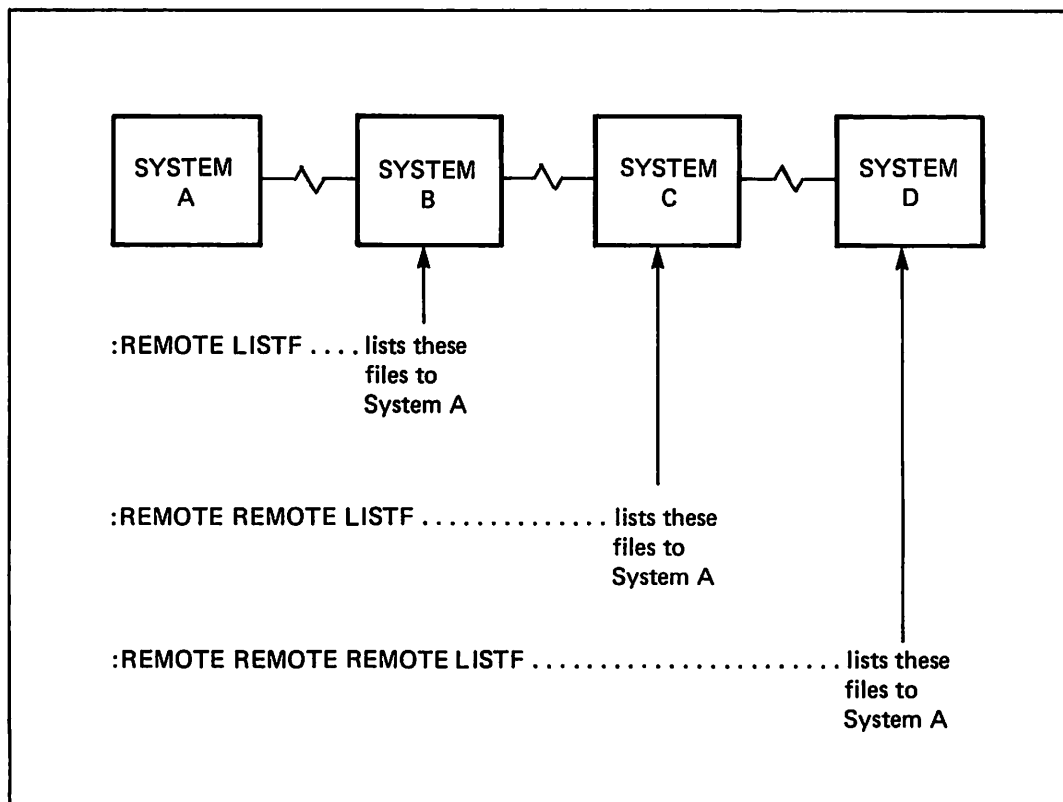 SYSTEM
A
SYSTEM
B
SYSTEM
C
SYSTEM
D
:REMOTE LISTF .... lists these
files to
System A
:REMOTE REMOTE LISTF .............. lists these
files to
System A
:REMOTE REMOTE REMOTE LISTF ....................... lists these
files to
System A